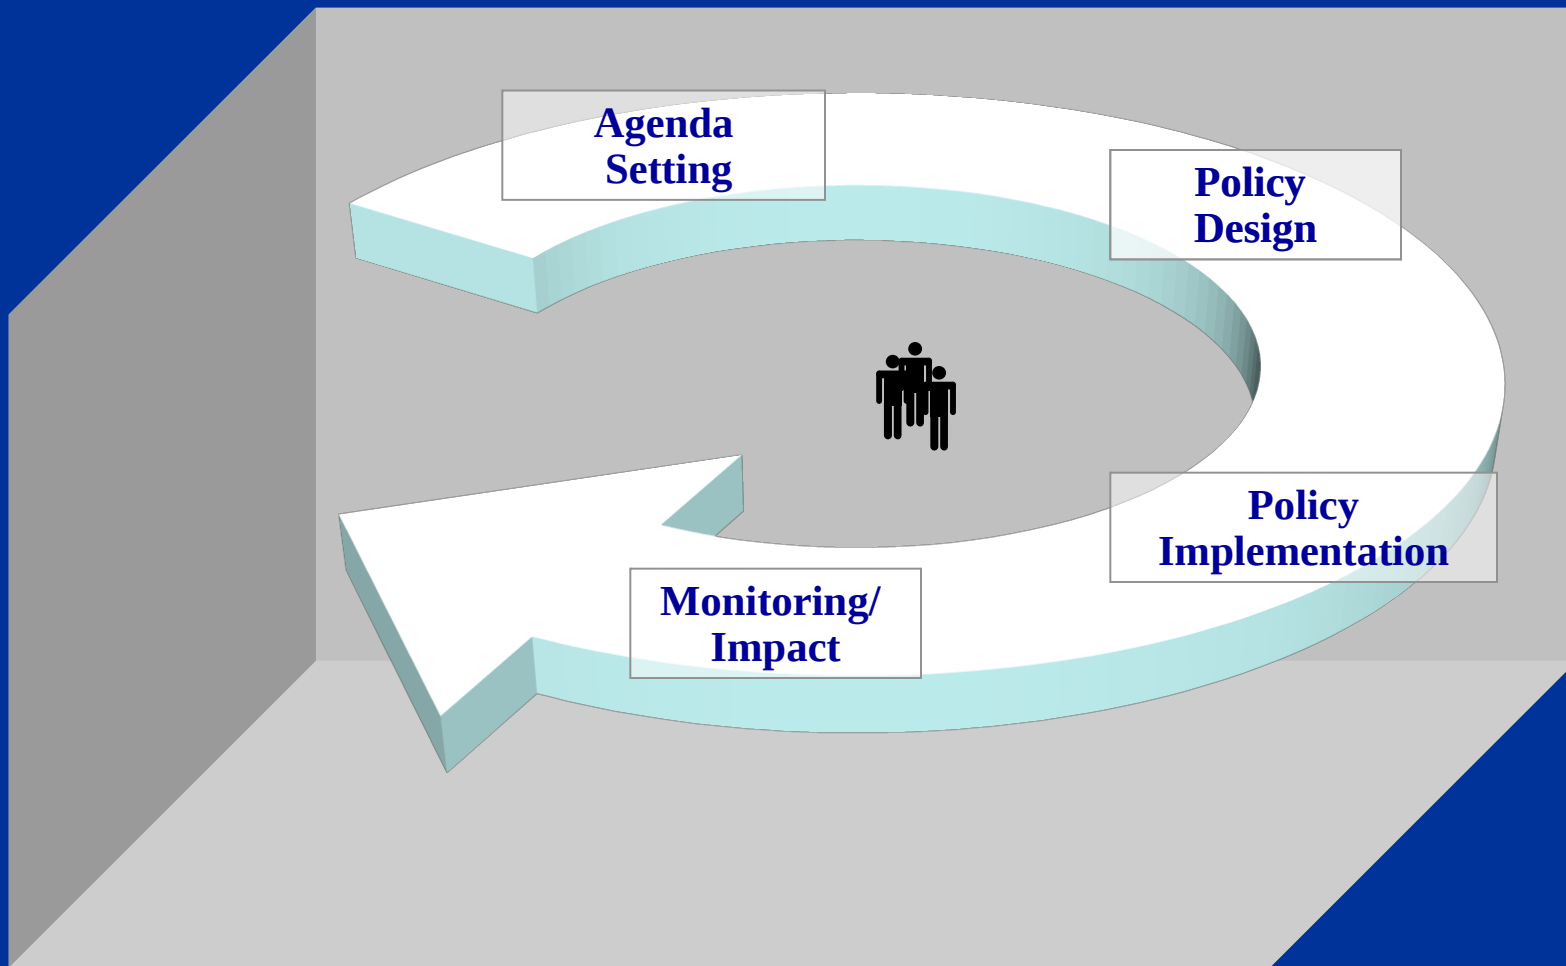 Agenda
Setting
Policy
Design
Policy
Implementation
Monitoring/
Impact